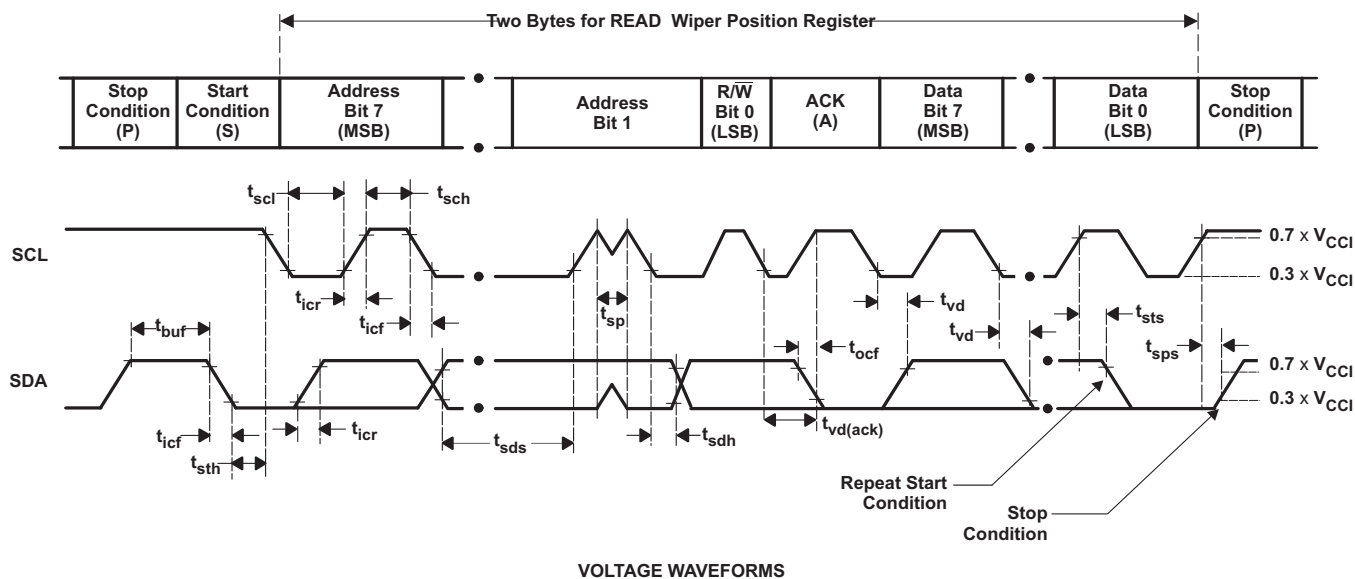 Two Bytes for READ Wiper Position Register
Stop
Condition
(P)
Start
Condition
(S)
Address
Bit 7
(MSB)
Address
Bit 1
R/W̅
Bit 0
(LSB)
ACK
(A)
Data
Bit 7
(MSB)
Data
Bit 0
(LSB)
Stop
Condition
(P)
tscl
tsch
SCL
0.7 x VCCI
0.3 x VCCI
ticr
ticf
tsp
tvd
tvd
tsts
tbuf
tocf
tsps
SDA
0.7 x VCCI
0.3 x VCCI
ticf
ticr
tsth
tsds
tsdh
tvd(ack)
Repeat Start
Condition
Stop
Condition
VOLTAGE WAVEFORMS